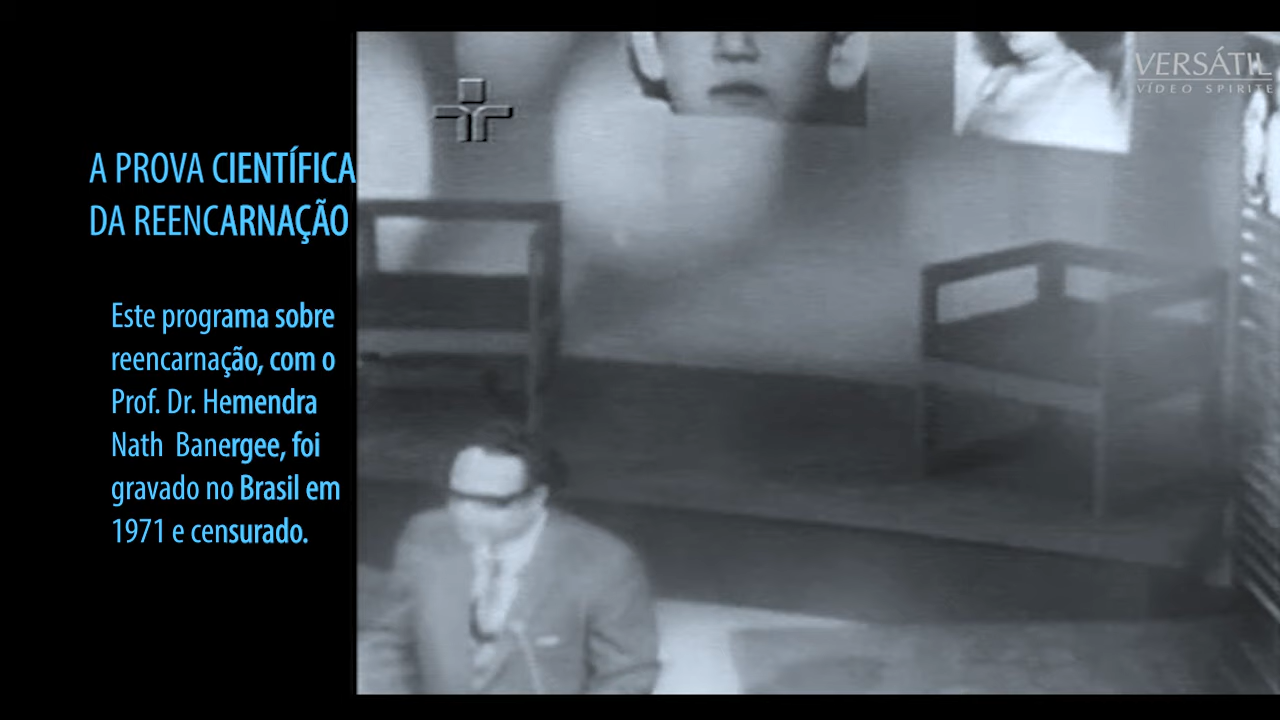 A PROVA CIENTÍFICA
DA REENCARNAÇÃO
Este programa sobre
reencarnação, com o
Prof. Dr. Hemendra
Nath Banergee, foi
gravado no Brasil em
1971 e censurado.
VERSÁTIL
VÍDEO SPIRITE